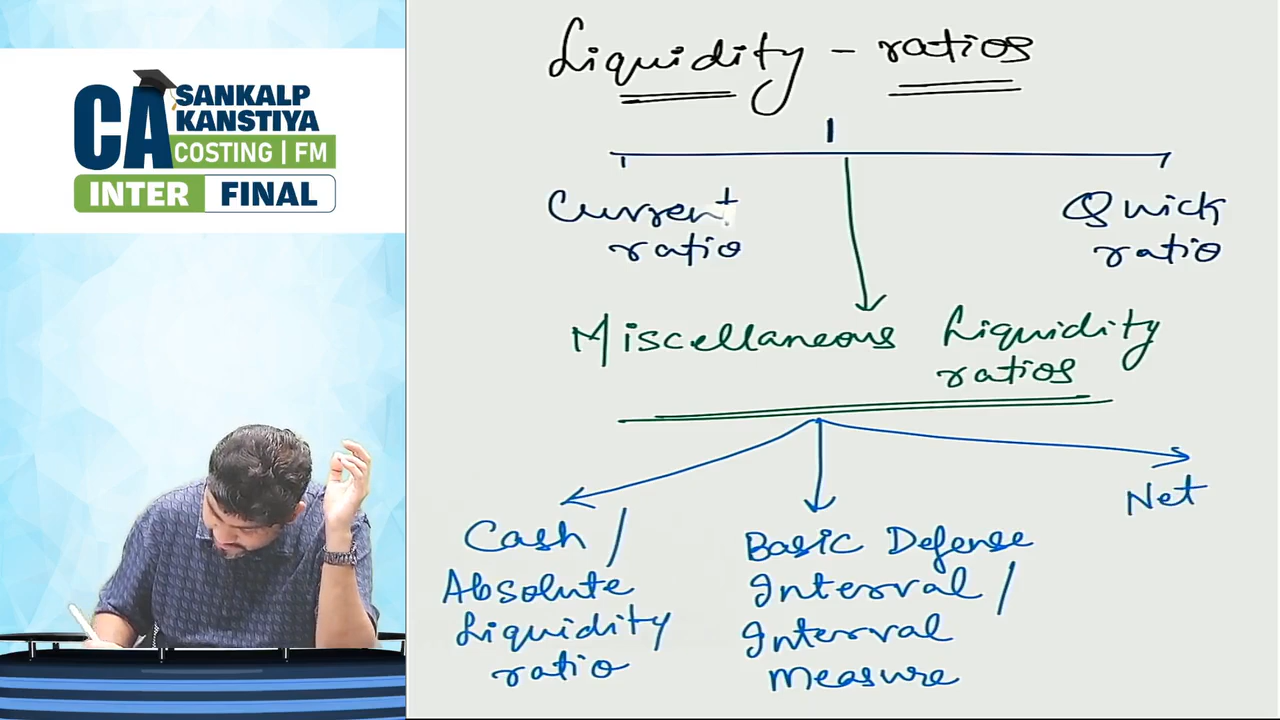 CA SANKALP
KANSTIYA
COSTING | FM
INTER FINAL
Liquidity - ratios
Current
ratio
Quick
ratio
Miscellaneous Liquidity
ratios
Cash /
Absolute
Liquidity
ratio
Basic Defense
Interval /
Interval
Measure
Net